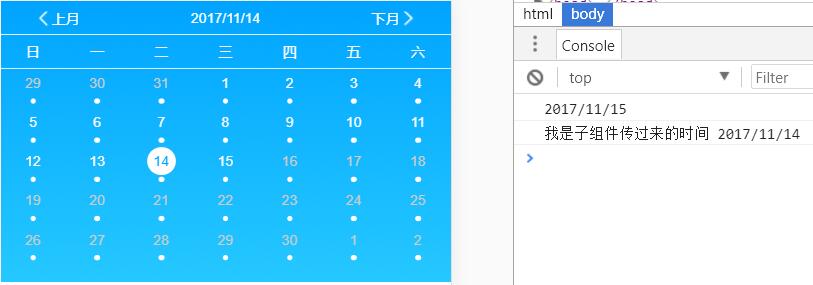 上月 2017/11/14 下月
日 一 二 三 四 五 六
29 30 31 1 2 3 4
5 6 7 8 9 10 11
12 13 14 15 16 17 18
19 20 21 22 23 24 25
26 27 28 29 30 1 2
html body
Console
top Filter
2017/11/15
我是子组件传过来的时间 2017/11/14